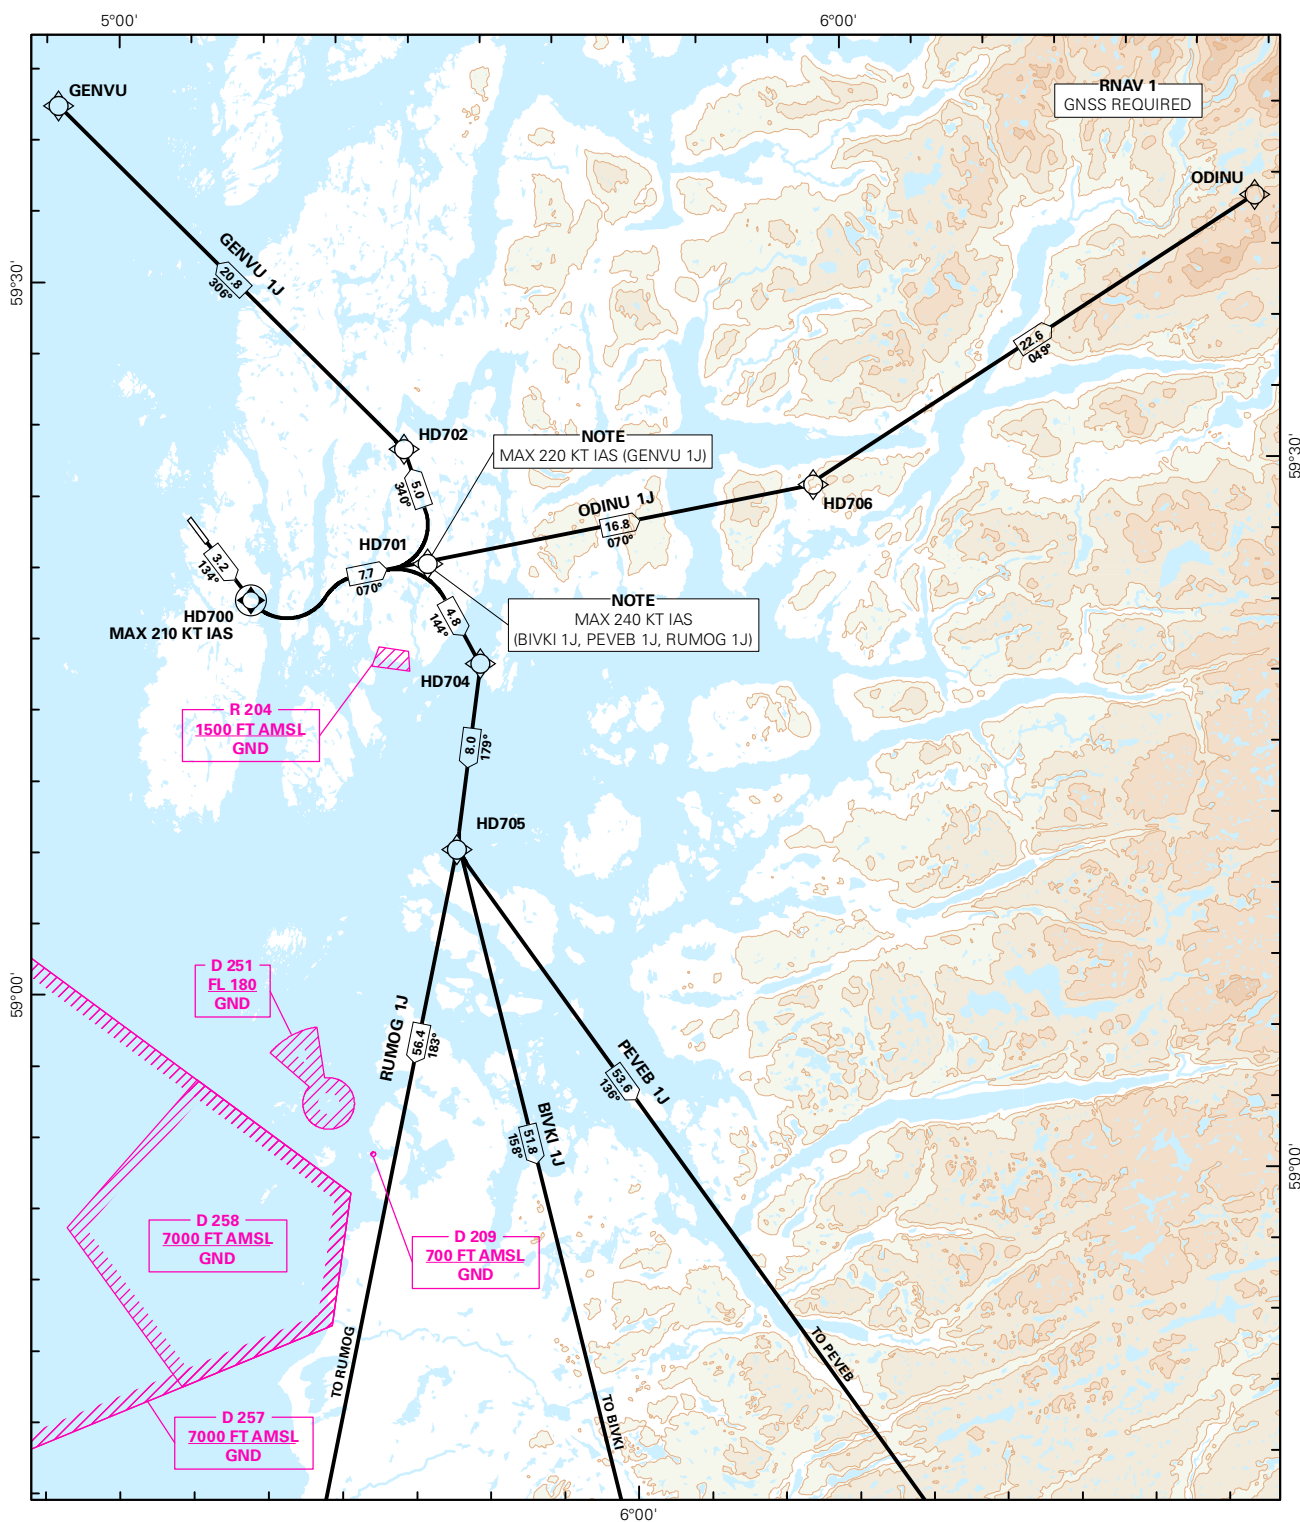 5°00'
6°00'
GENVU
RNAV 1
GNSS REQUIRED
ODINU
GENVU 1J
20.8
306°
59°30'
22.6
049°
HD702
NOTE
MAX 220 KT IAS (GENVU 1J)
59°30'
5.0
340°
ODINU 1J
16.8
070°
HD706
HD701
3.2
134°
7.7
070°
HD700
MAX 210 KT IAS
4.8
144°
NOTE
MAX 240 KT IAS
(BIVKI 1J, PEVEB 1J, RUMOG 1J)
HD704
R 204
1500 FT AMSL
GND
8.0
179°
HD705
D 251
FL 180
GND
59°00'
RUMOG 1J
56.4
183°
PEVEB 1J
53.6
136°
BIVKI 1J
51.8
158°
59°00'
D 258
7000 FT AMSL
GND
D 209
700 FT AMSL
GND
TO RUMOG
TO PEVEB
TO BIVKI
D 257
7000 FT AMSL
GND
6°00'